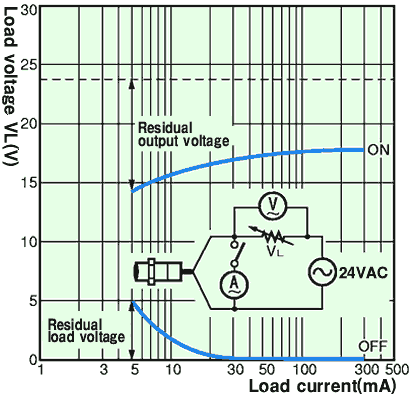 Load voltage VL(V)
30
25
20
15
10
5
0
Residual
output voltage
ON
V
VL
A
24VAC
Residual
load voltage
OFF
1 3 5 10 30 50 100 300 500
Load current(mA)